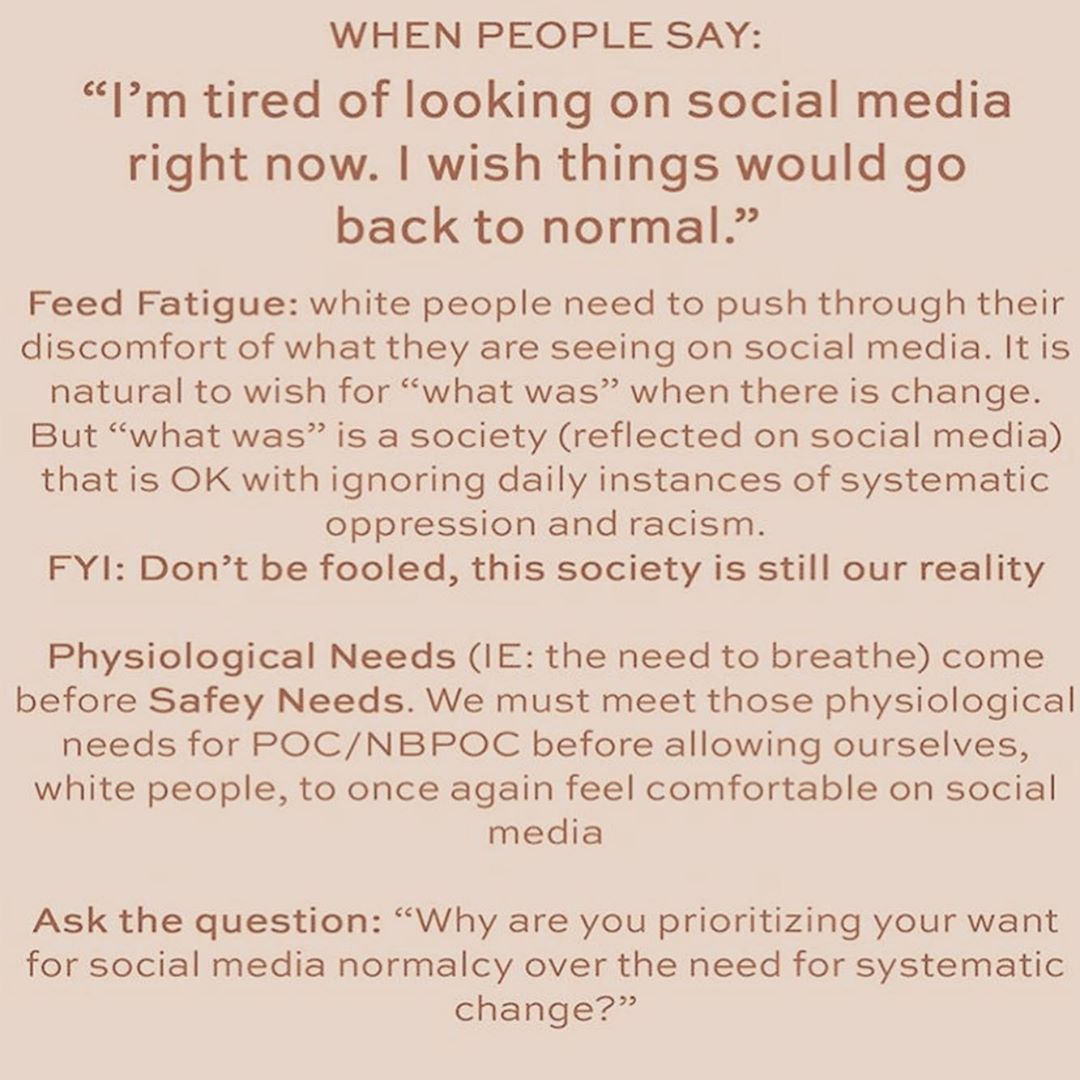 WHEN PEOPLE SAY:
“I’m tired of looking on social media
right now. I wish things would go
back to normal.”
Feed Fatigue: white people need to push through their
discomfort of what they are seeing on social media. It is
natural to wish for “what was” when there is change.
But “what was” is a society (reflected on social media)
that is OK with ignoring daily instances of systematic
oppression and racism.
FYI: Don’t be fooled, this society is still our reality
Physiological Needs (IE: the need to breathe) come
before Safey Needs. We must meet those physiological
needs for POC/NBPOC before allowing ourselves,
white people, to once again feel comfortable on social
media
Ask the question: “Why are you prioritizing your want
for social media normalcy over the need for systematic
change?”